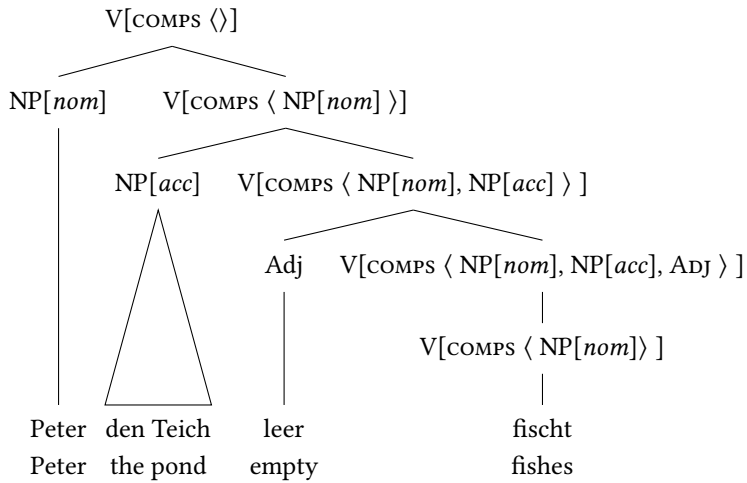 V[COMPS ⟨⟩]
NP[nom] V[COMPS ⟨ NP[nom] ⟩]
NP[acc] V[COMPS ⟨ NP[nom], NP[acc] ⟩ ]
Adj V[COMPS ⟨ NP[nom], NP[acc], ADJ ⟩ ]
V[COMPS ⟨ NP[nom]⟩ ]
Peter den Teich leer fischt
Peter the pond empty fishes